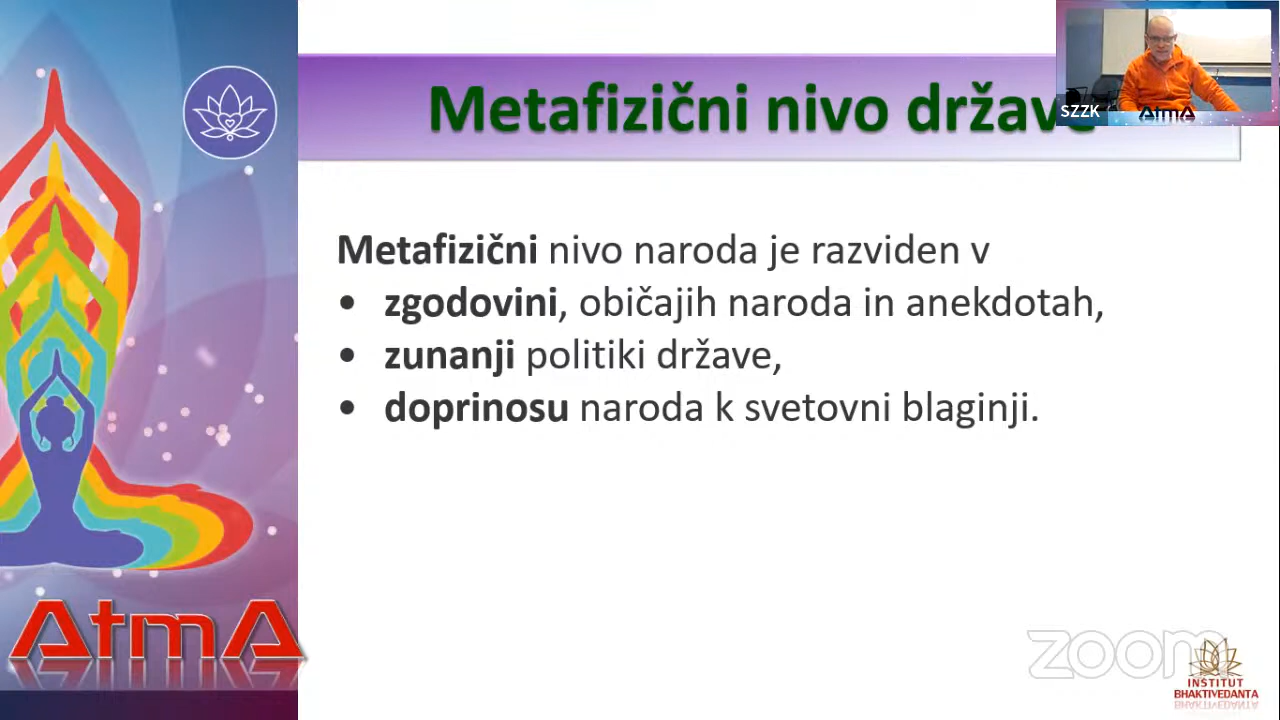 Metafizični nivo države
SZZK
AtmA
Metafizični nivo naroda je razviden v
• zgodovini, običajih naroda in anekdotah,
• zunanji politiki države,
• doprinosu naroda k svetovni blaginji.
AtmA
zoom
INSTITUT
BHAKTIVEDANTA